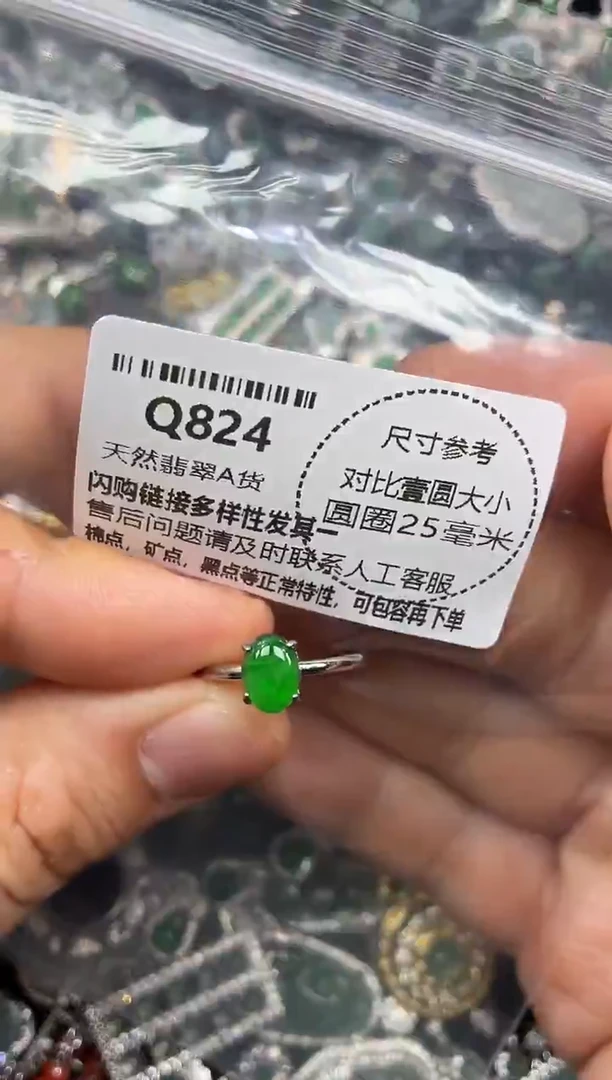 Q824
天然翡翠A货
闪购链接多样性发其一
售后问题请及时联系人工客服
棉点，矿点，黑点等正常特性，可包容再下单
尺寸参考
对比壹圆大小
圆圈25毫米